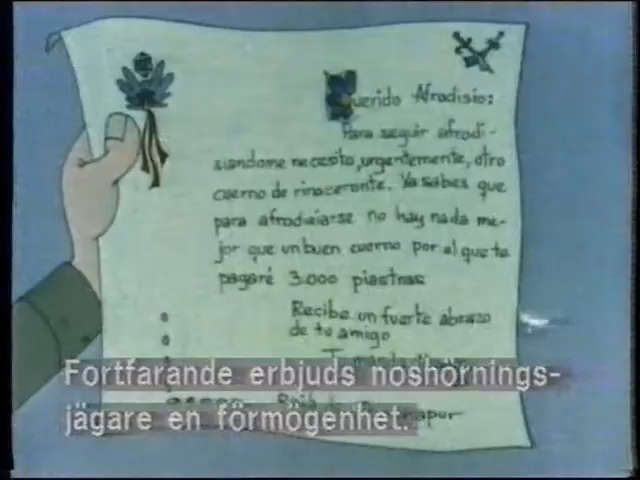 Querido Afrodisio:
Para seguir afrodi-
siandome necesito, urgentemente, otro
cuerno de rinoceronte. Ya sabes que
para afrodisiarse no hay nada me-
jor que un buen cuerno por el que te
pagaré 3.000 piastras
Recibe un fuerte abrazo
de tu amigo
Fortfarande erbjuds noshörnings-
jägare en förmögenhet.